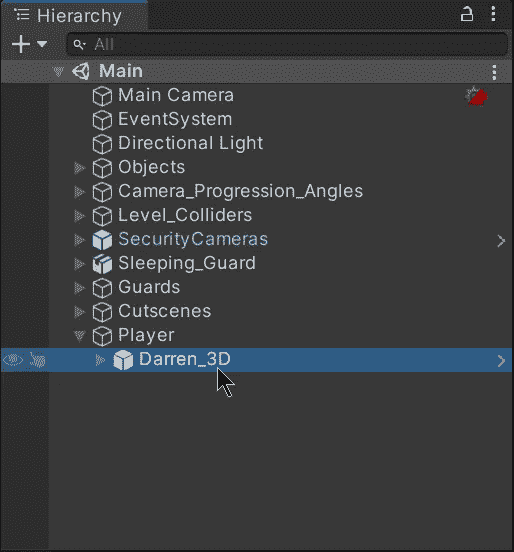 Hierarchy
All
Main
Main Camera
EventSystem
Directional Light
Objects
Camera_Progression_Angles
Level_Colliders
SecurityCameras
Sleeping_Guard
Guards
Cutscenes
Player
Darren_3D